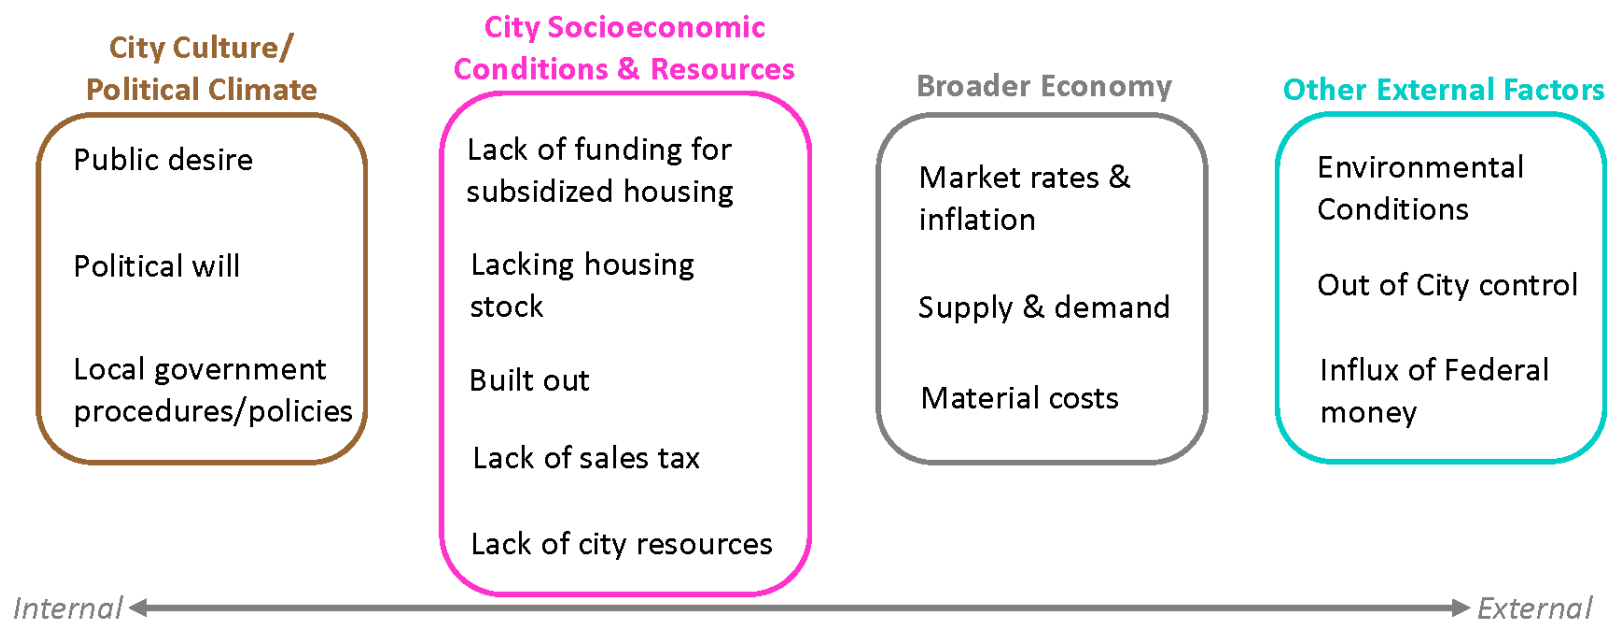 City Culture/
Political Climate
Public desire
Political will
Local government
procedures/policies
City Socioeconomic
Conditions & Resources
Lack of funding for
subsidized housing
Lacking housing
stock
Built out
Lack of sales tax
Lack of city resources
Broader Economy
Market rates &
inflation
Supply & demand
Material costs
Other External Factors
Environmental
Conditions
Out of City control
Influx of Federal
money
Internal
External